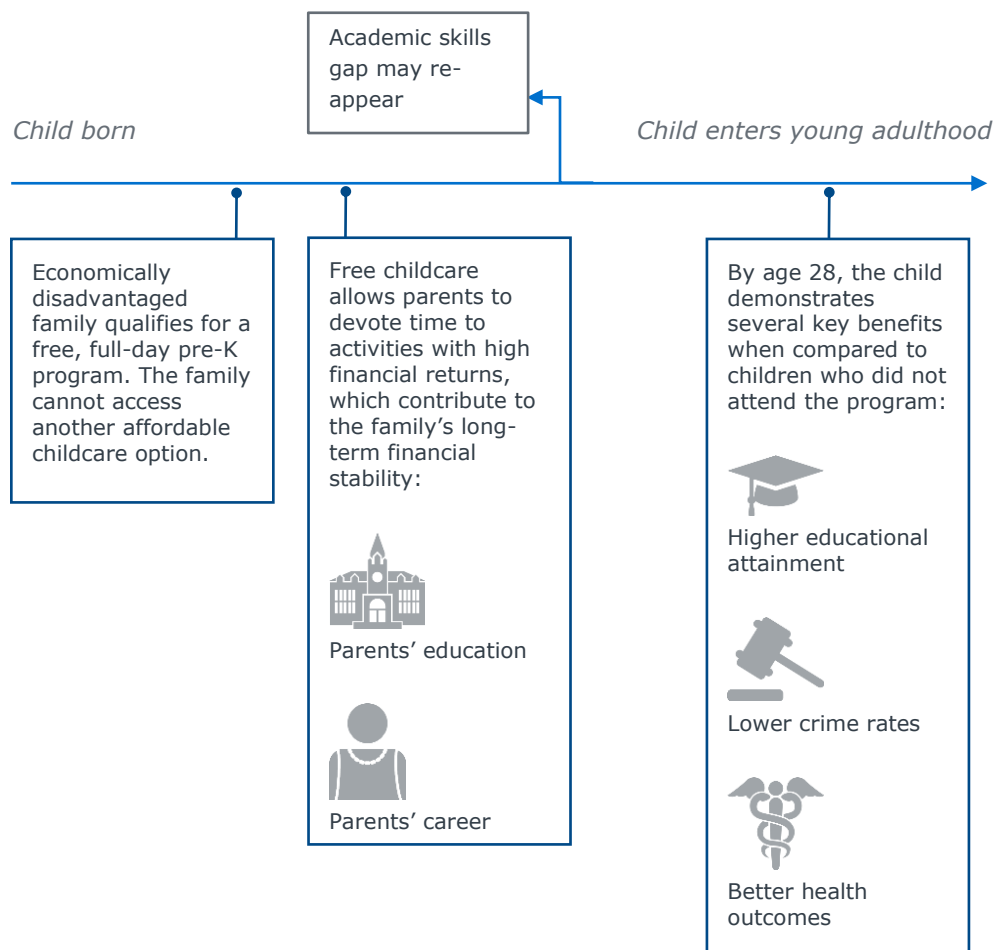 Academic skills
gap may re-
appear
Child born
Child enters young adulthood
Economically
disadvantaged
family qualifies for a
free, full-day pre-K
program. The family
cannot access
another affordable
childcare option.
Free childcare
allows parents to
devote time to
activities with high
financial returns,
which contribute to
the family’s long-
term financial
stability:
Parents’ education
Parents’ career
By age 28, the child
demonstrates
several key benefits
when compared to
children who did not
attend the program:
Higher educational
attainment
Lower crime rates
Better health
outcomes